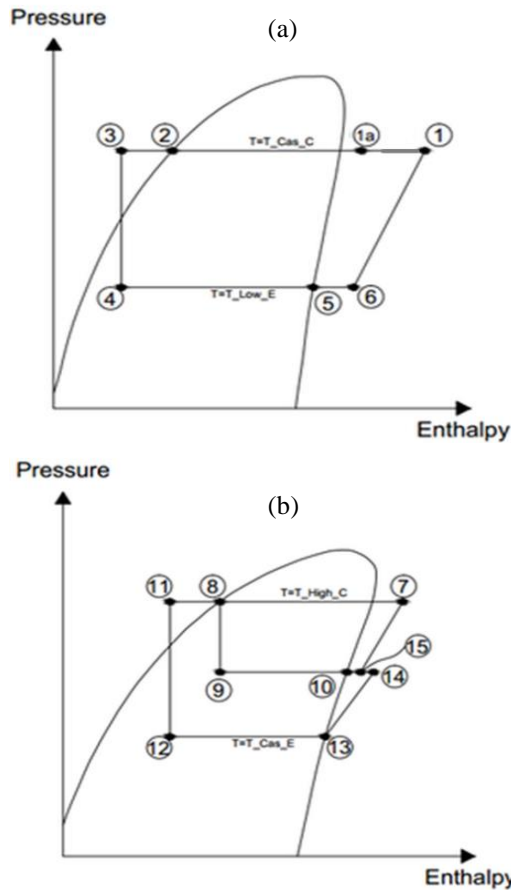 Pressure
(a)
3 2 T=T_Cas_C 1a 1
4 T=T_Low_E 5 6
Enthalpy
Pressure
(b)
11 8 T=T_High_C 7
15
9 10 14
12 T=T_Cas_E 13
Enthalpy